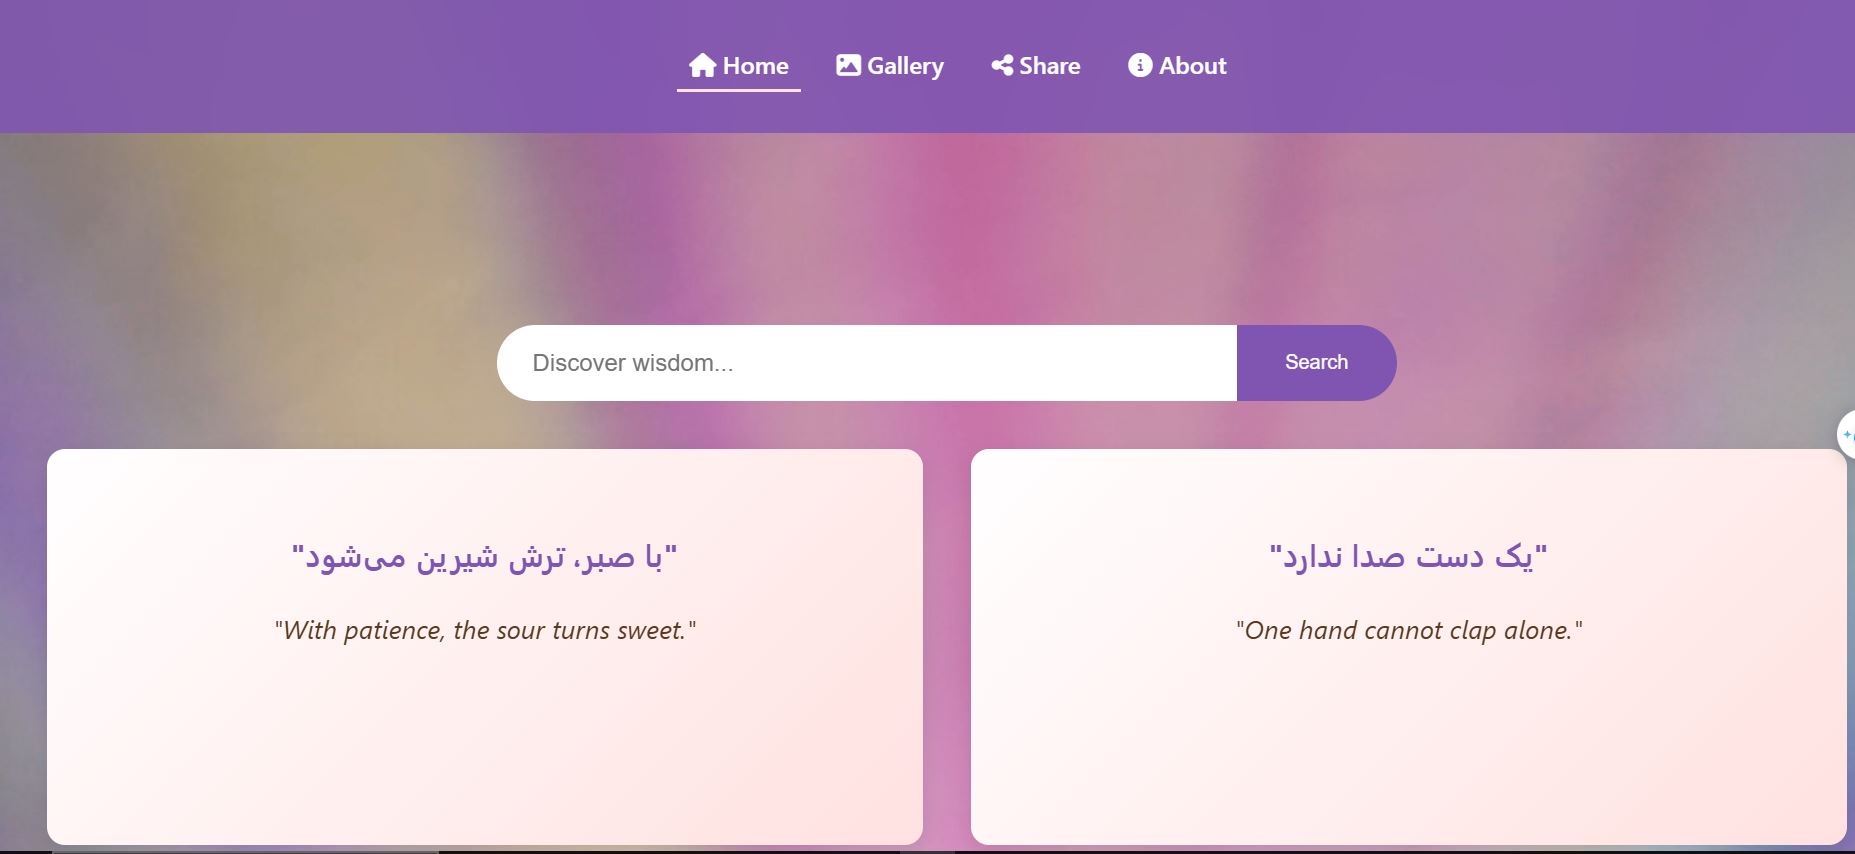 Home
Gallery
Share
About
Discover wisdom...
Search
"با صبر، ترش شیرین می‌شود"
"With patience, the sour turns sweet."
"یک دست صدا ندارد"
"One hand cannot clap alone."